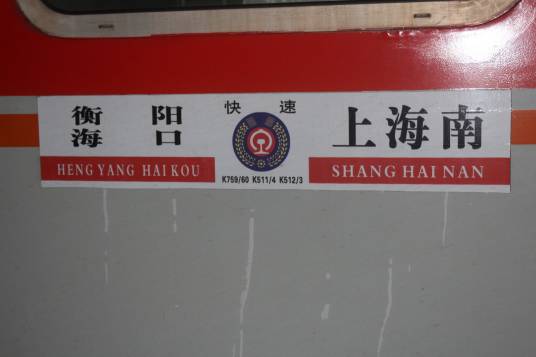 衡 阳
海 口
HENG YANG HAI KOU
快 速
K759/60 K511/4 K512/3
上海南
SHANG HAI NAN